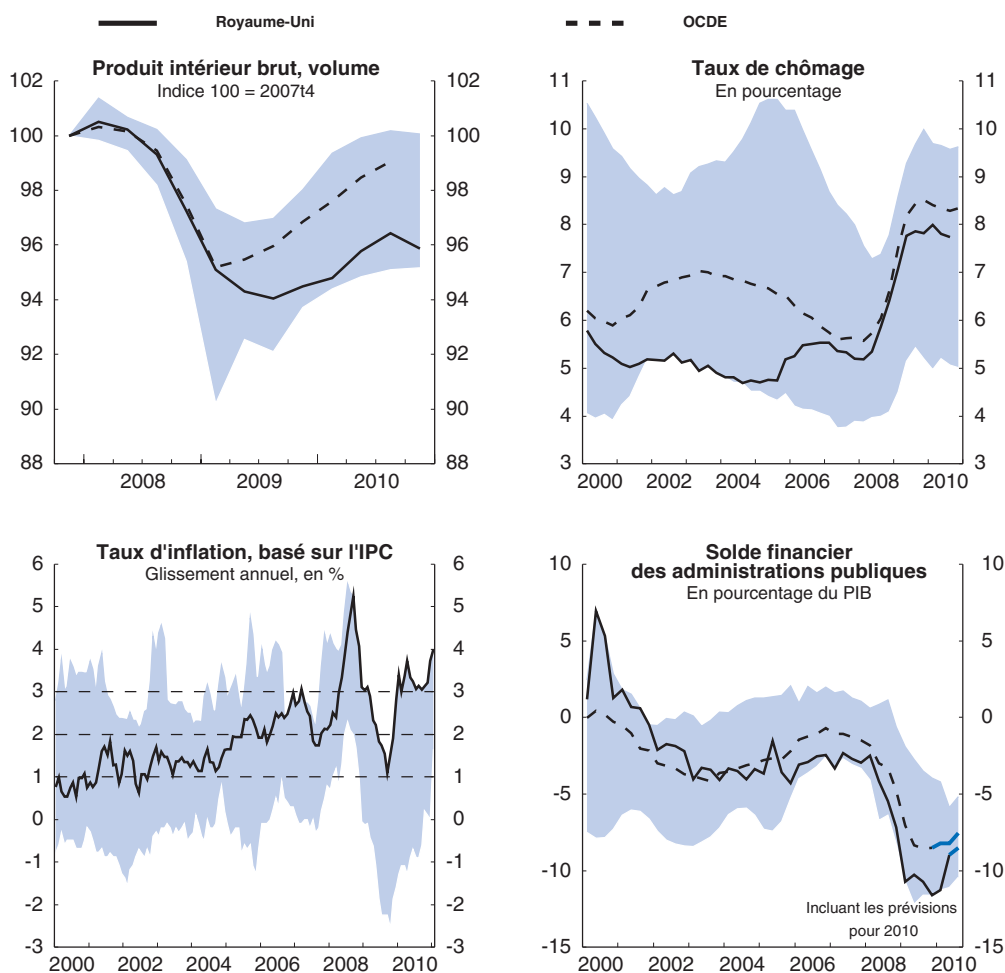 Royaume-Uni
OCDE
Produit intérieur brut, volume
Indice 100 = 2007t4
102 102
100 100
98 98
96 96
94 94
92 92
90 90
88 88
2008 2009 2010
Taux de chômage
En pourcentage
11 11
10 10
9 9
8 8
7 7
6 6
5 5
4 4
3 3
2000 2002 2004 2006 2008 2010
Taux d'inflation, basé sur l'IPC
Glissement annuel, en %
6 6
5 5
4 4
3 3
2 2
1 1
0 0
-1 -1
-2 -2
-3 -3
2000 2002 2004 2006 2008 2010
Solde financier
des administrations publiques
En pourcentage du PIB
10 10
5 5
0 0
-5 -5
-10 -10
-15 -15
Incluant les prévisions
pour 2010
2000 2002 2004 2006 2008 2010